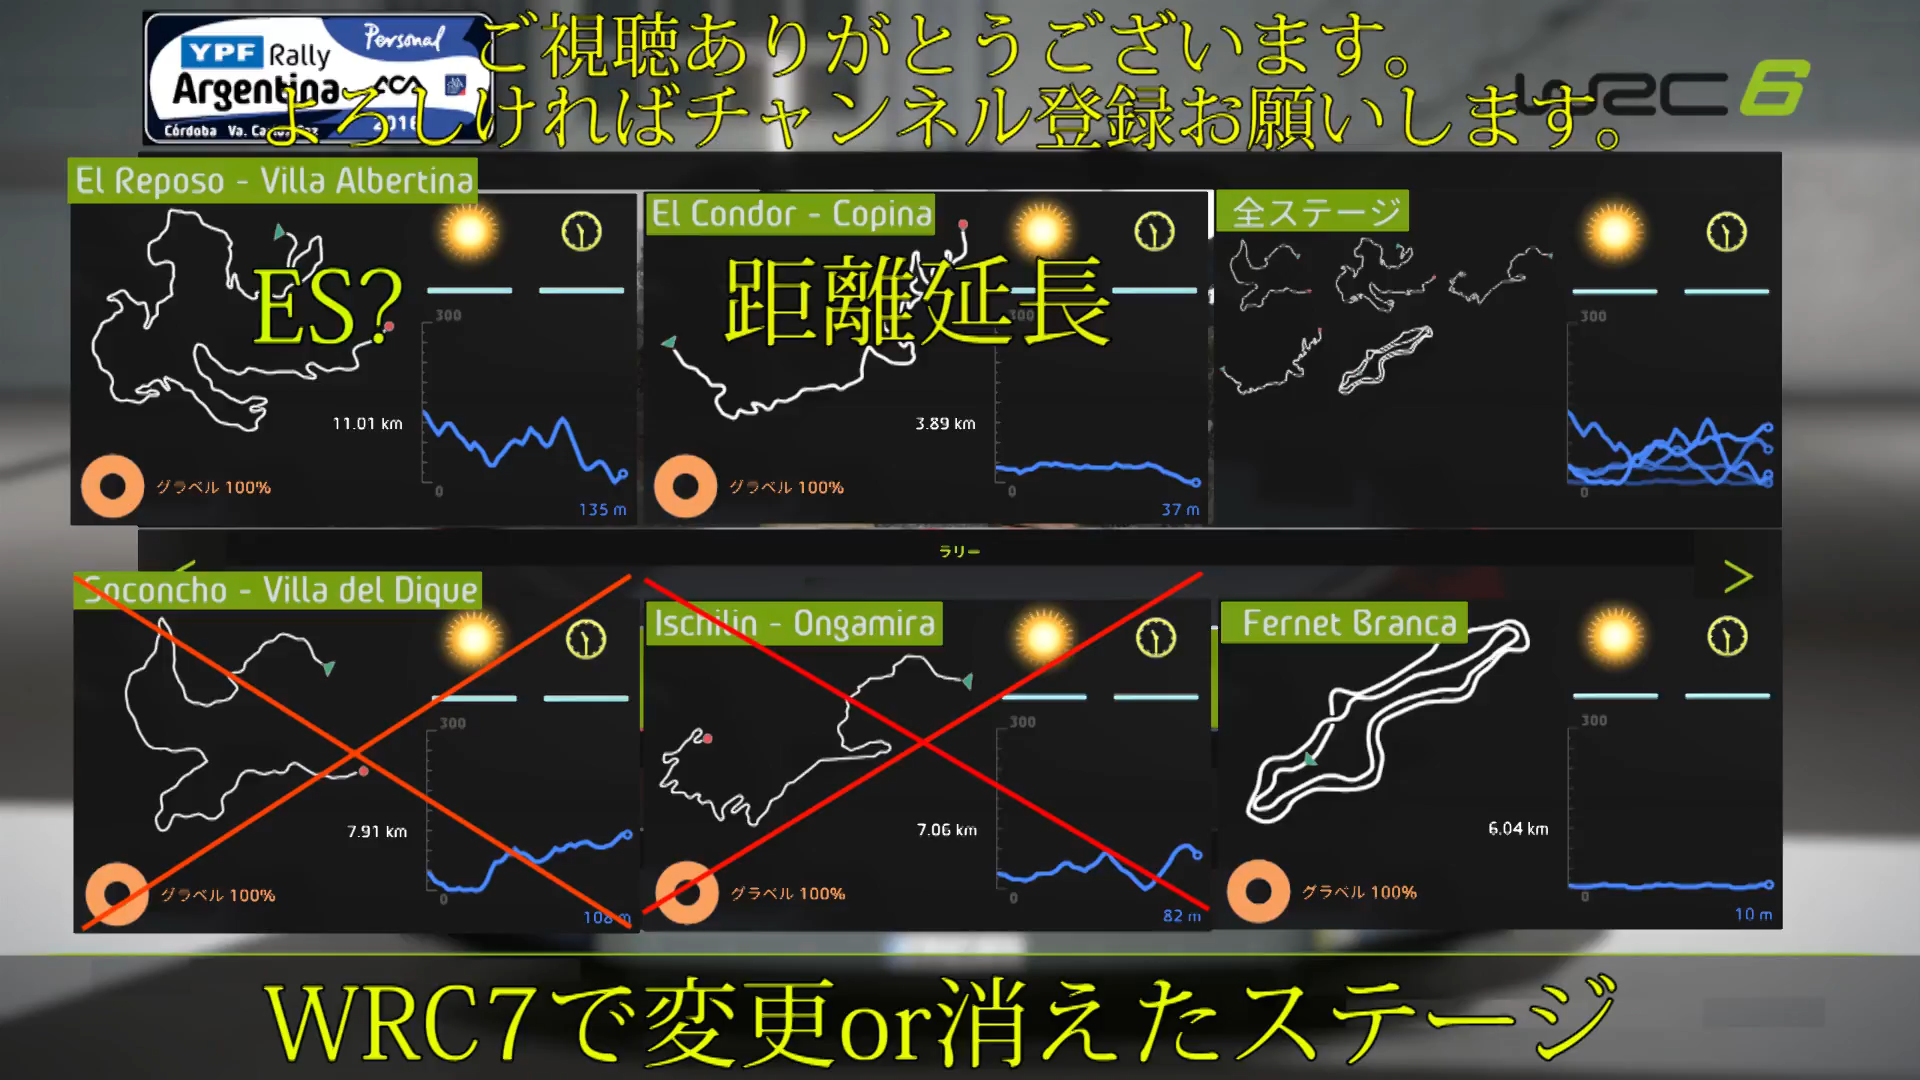 YPF Rally
Argentina
Personal
ACA
2016
Córdoba Va. Carlos Paz
ご視聴ありがとうございます。
よろしければチャンネル登録お願いします。
WRC 6
El Reposo - Villa Albertina
ES?
300
11.01 km
0
グラベル 100%
135 m
El Condor - Copina
距離延長
300
3.89 km
0
グラベル 100%
37 m
全ステージ
300
0
ラリー
>
Soconcho - Villa del Dique
300
7.91 km
0
グラベル 100%
108 m
Ischilin - Ongamira
300
7.06 km
0
グラベル 100%
82 m
Fernet Branca
300
6.04 km
0
グラベル 100%
10 m
WRC7で変更or消えたステージ